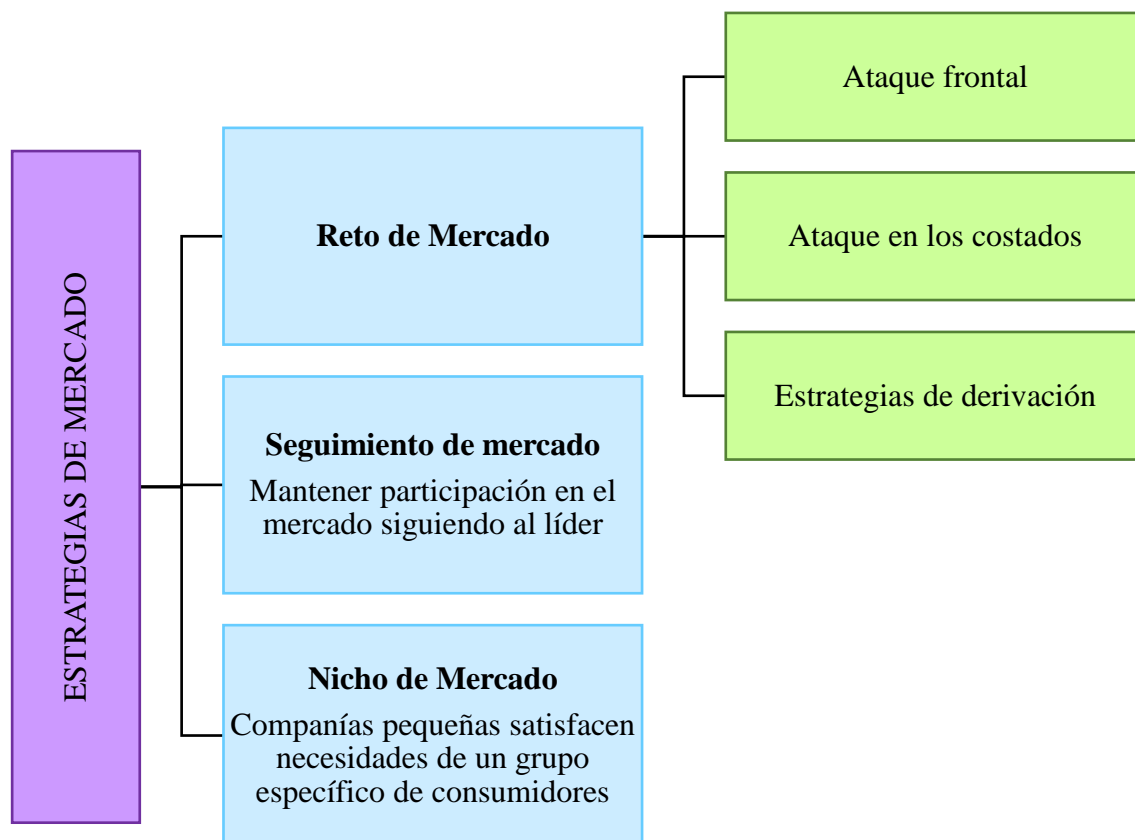 ESTRATEGIAS DE MERCADO
Reto de Mercado
Ataque frontal
Ataque en los costados
Estrategias de derivación
Seguimiento de mercado
Mantener participación en el
mercado siguiendo al líder
Nicho de Mercado
Companías pequeñas satisfacen
necesidades de un grupo
específico de consumidores